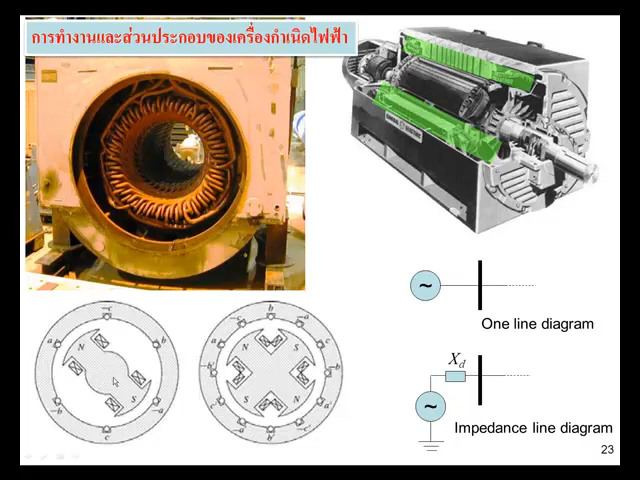 การทำงานและส่วนประกอบของเครื่องกำเนิดไฟฟ้า
One line diagram
~
X_d
~
Impedance line diagram
-c
a
N
b
S
-b
-a
c
b
-c
-a
a
N
S
c
-b'
-b
S
N
c'
a'
-a
-c'
b'
23